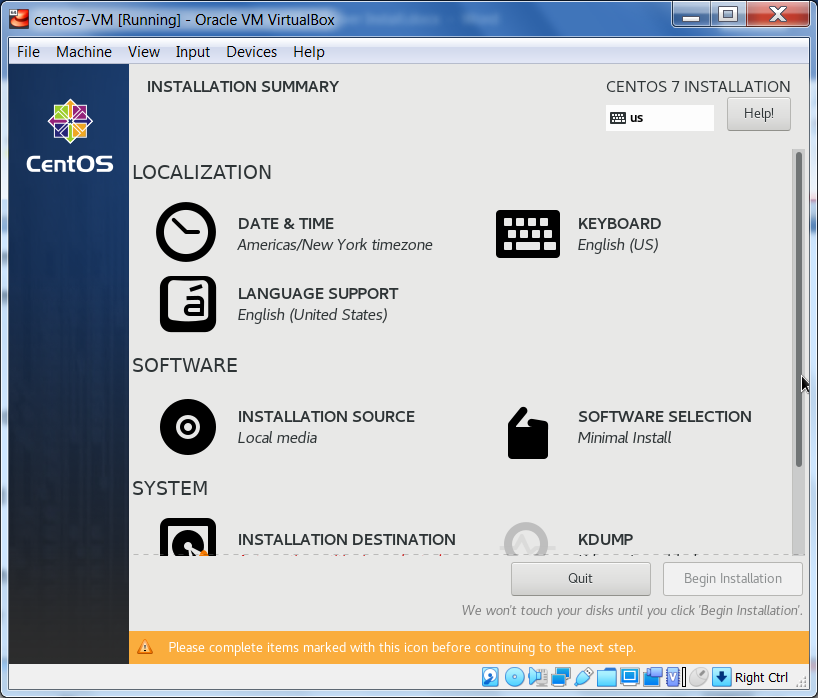 centos7-VM [Running] - Oracle VM VirtualBox
File Machine View Input Devices Help
INSTALLATION SUMMARY
CENTOS 7 INSTALLATION
us
Help!
CentOS
LOCALIZATION
DATE & TIME
Americas/New York timezone
KEYBOARD
English (US)
á
LANGUAGE SUPPORT
English (United States)
SOFTWARE
INSTALLATION SOURCE
Local media
SOFTWARE SELECTION
Minimal Install
SYSTEM
INSTALLATION DESTINATION
KDUMP
Quit
Begin Installation
We won't touch your disks until you click 'Begin Installation'.
Please complete items marked with this icon before continuing to the next step.
Right Ctrl